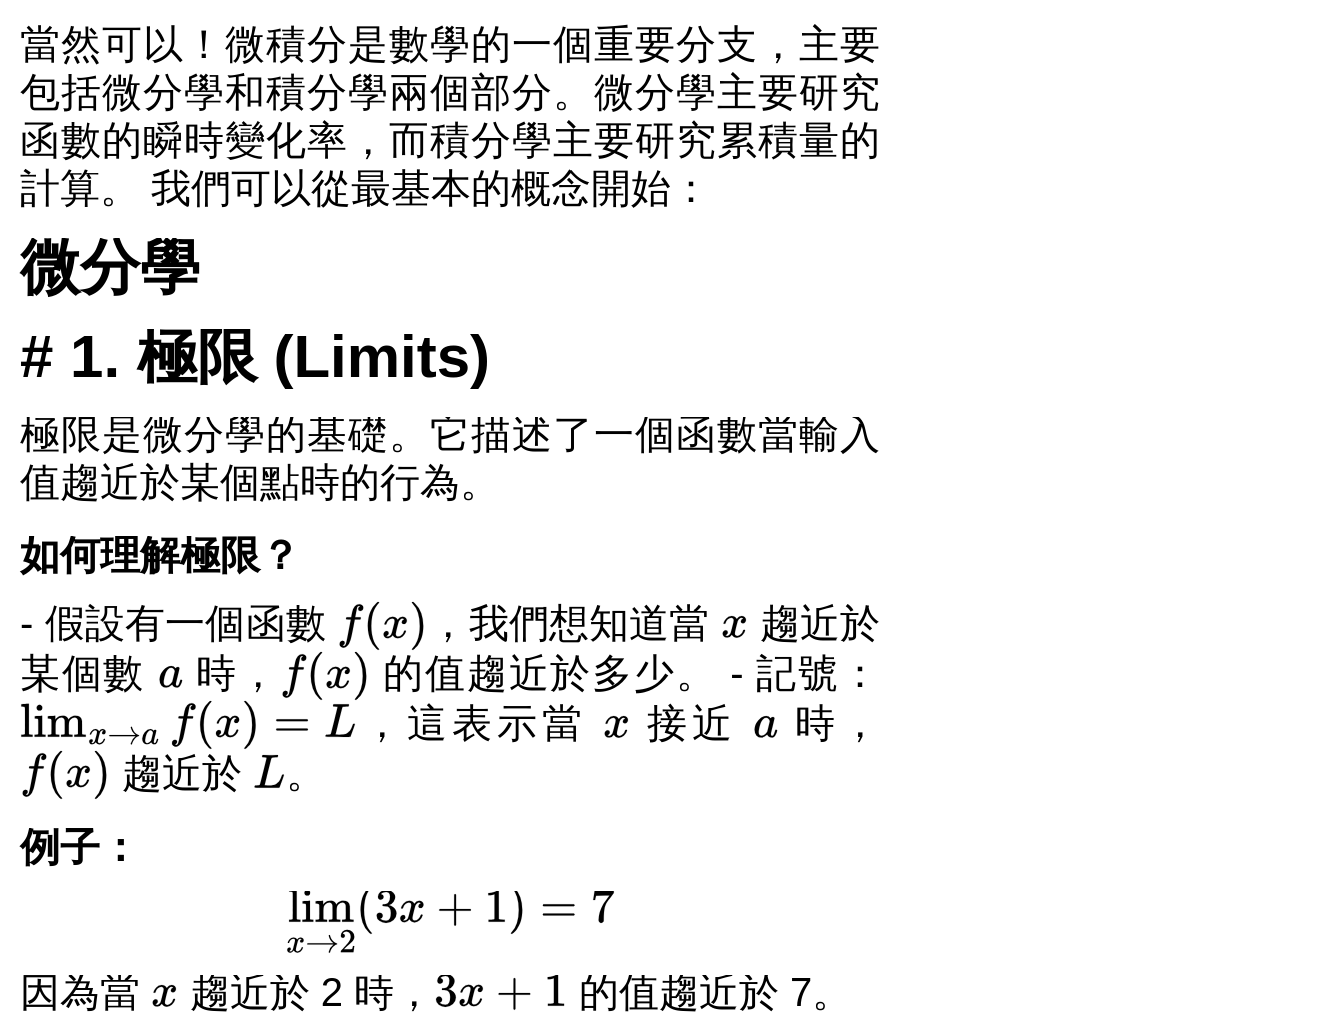 當然可以！微積分是數學的一個重要分支，主要
包括微分學和積分學兩個部分。微分學主要研究
函數的瞬時變化率，而積分學主要研究累積量的
計算。 我們可以從最基本的概念開始：
微分學
# 1. 極限 (Limits)
極限是微分學的基礎。它描述了一個函數當輸入
值趨近於某個點時的行為。
如何理解極限？
- 假設有一個函數 f(x)，我們想知道當 x 趨近於
某個數 a 時，f(x) 的值趨近於多少。 - 記號：
lim_{x→a} f(x) = L，這表示當 x 接近 a 時，
f(x) 趨近於 L。
例子：
lim_{x→2}(3x + 1) = 7
因為當 x 趨近於 2 時，3x + 1 的值趨近於 7。